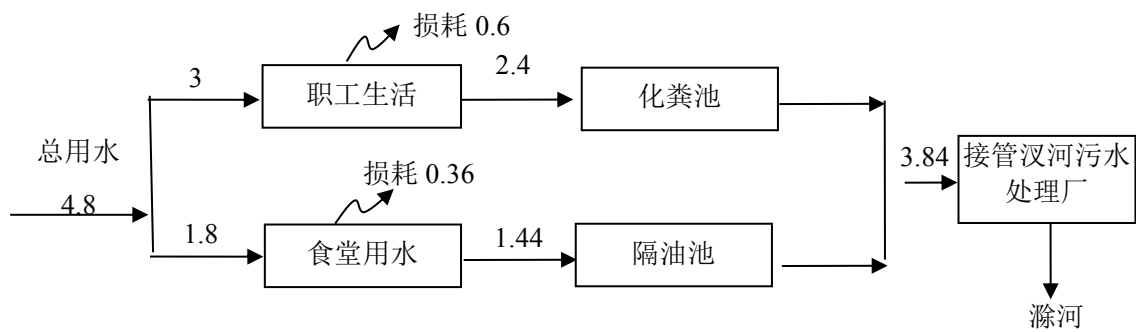 损耗 0.6
3
职工生活
2.4
化粪池
总用水
4.8
3.84
接管汊河污水
处理厂
损耗 0.36
1.8
食堂用水
1.44
隔油池
滁河